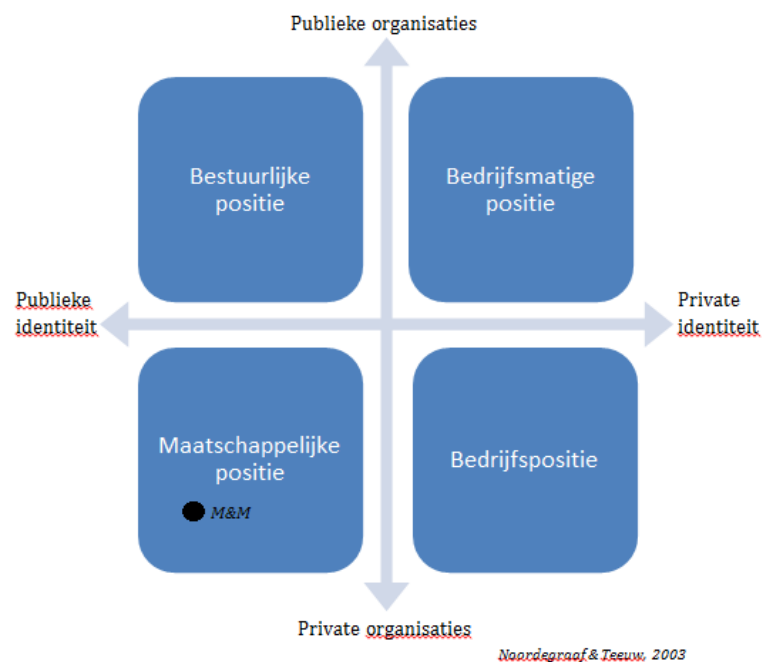 Publieke organisaties
Bestuurlijke
positie
Bedrijfsmatige
positie
Publieke
identiteit
Private
identiteit
Maatschappelijke
positie
M&M
Bedrijfspositie
Private organisaties
Noordegraaf & Teeuw, 2003